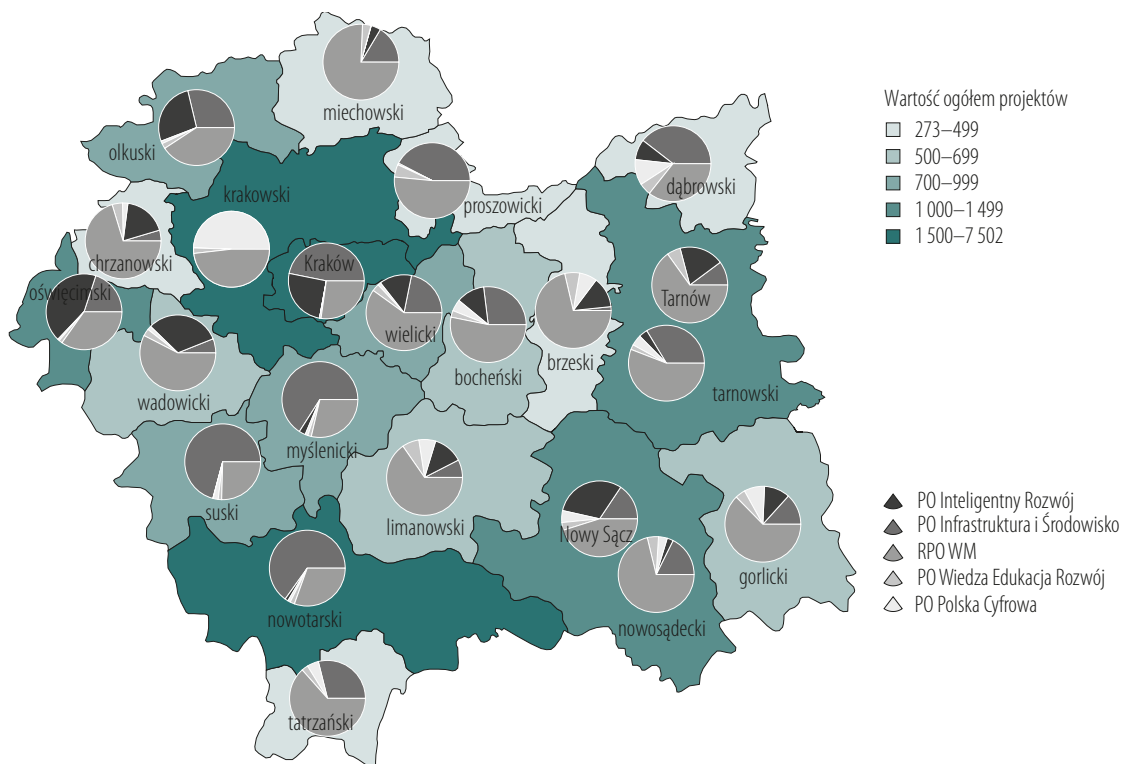 miechowski
olkuski
krakowski
proszowicki
dąbrowski
chrzanowski
oświęcimski
Kraków
wielicki
bocheński
brzeski
Tarnów
tarnowski
wadowicki
myślenicki
suski
limanowski
Nowy Sącz
gorlicki
nowotarski
nowosądecki
tatrzański
Wartość ogółem projektów
273–499
500–699
700–999
1 000–1 499
1 500–7 502
PO Inteligentny Rozwój
PO Infrastruktura i Środowisko
RPO WM
PO Wiedza Edukacja Rozwój
PO Polska Cyfrowa